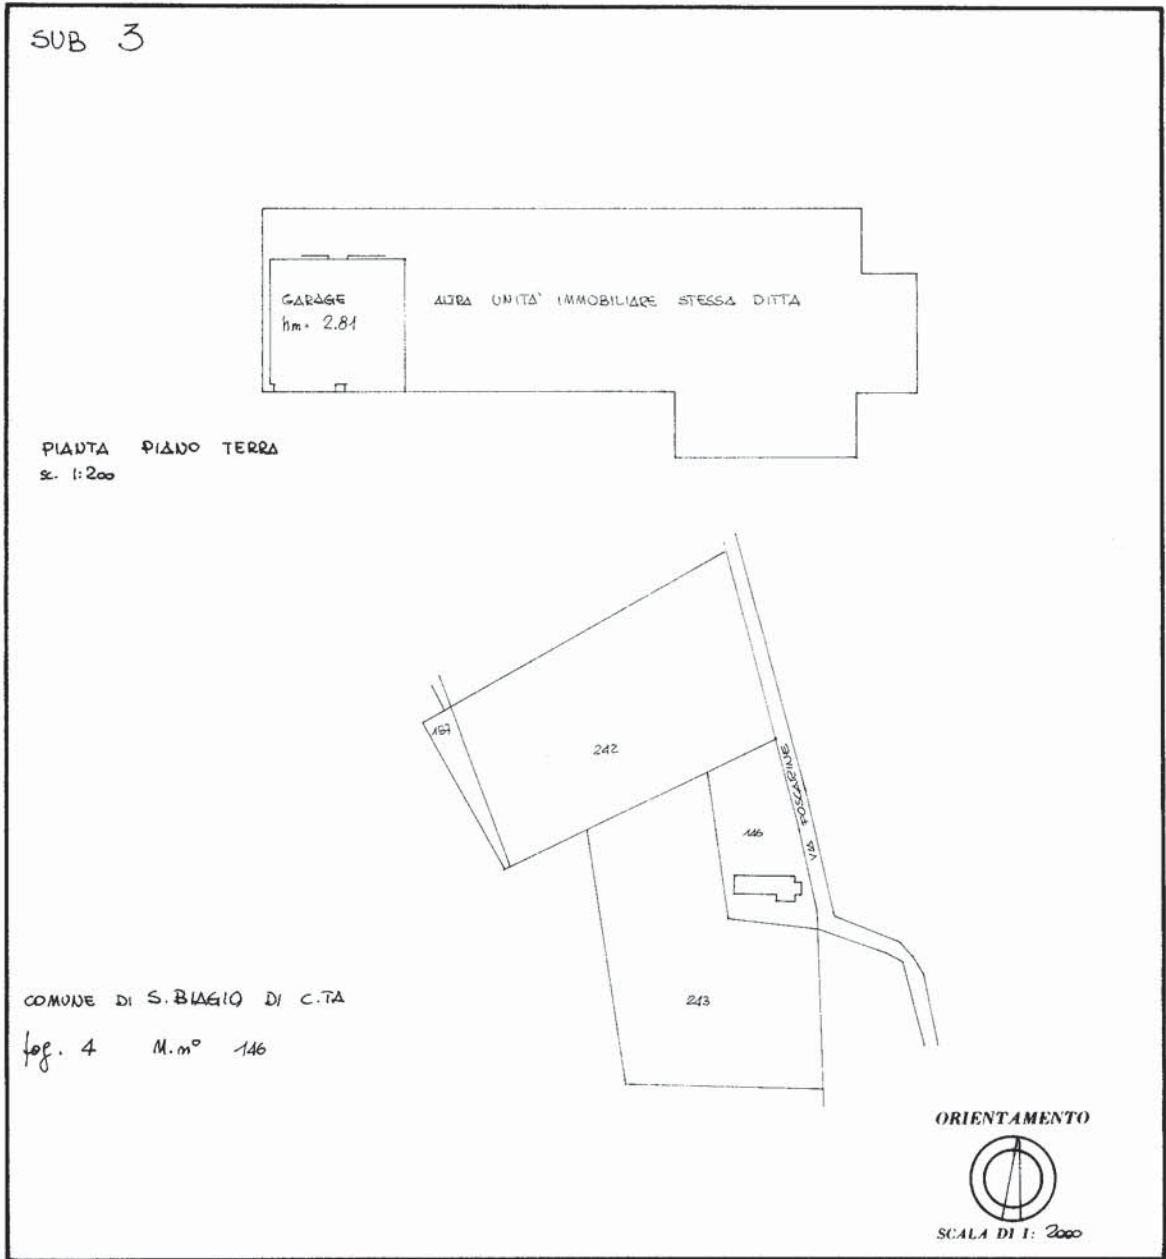 SUB 3
GARAGE
hm. 2.81
ALTRA UNITA' IMMOBILIARE STESSA DITTA
PIANTA PIANO TERRA
sc. 1:200
187
242
146
VIA FOSCARINE
243
COMUNE DI S.BIAGIO DI C.TA
fog. 4 M.n° 146
ORIENTAMENTO
SCALA DI 1: 2000